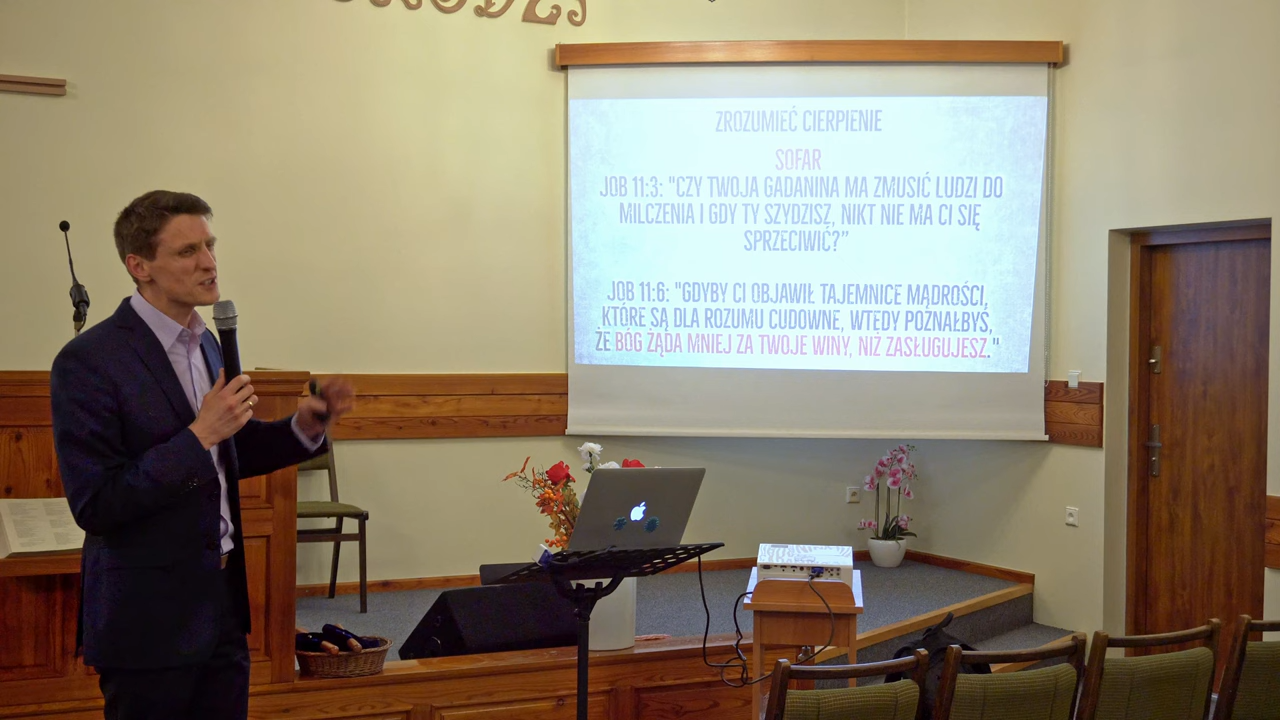 ZROZUMIEĆ CIERPIENIE
SOFAR
JOB 11:3: "CZY TWOJA GADANINA MA ZMUSIĆ LUDZI DO
MILCZENIA I GDY TY SZYDZISZ, NIKT NIE MA CI SIĘ
SPRZECIWIĆ?”
JOB 11:6: "GDYBY CI OBJAWIŁ TAJEMNICE MĄDROŚCI,
KTÓRE SĄ DLA ROZUMU CUDOWNE, WTEDY POZNAŁBYŚ,
ŻE BÓG ŻĄDA MNIEJ ZA TWOJE WINY, NIŻ ZASŁUGUJESZ."